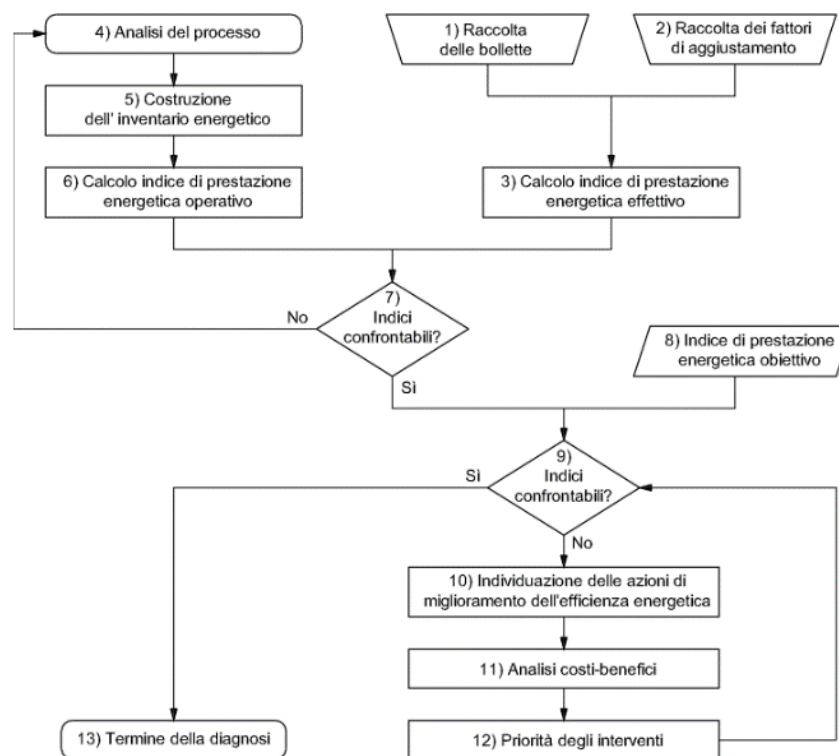 4) Analisi del processo
1) Raccolta
delle bollette
2) Raccolta dei fattori
di aggiustamento
5) Costruzione
dell' inventario energetico
6) Calcolo indice di prestazione
energetica operativo
3) Calcolo indice di prestazione
energetica effettivo
7)
Indici
confrontabili?
No
Sì
8) Indice di prestazione
energetica obiettivo
9)
Indici
confrontabili?
Sì
No
10) Individuazione delle azioni di
miglioramento dell'efficienza energetica
11) Analisi costi-benefici
13) Termine della diagnosi
12) Priorità degli interventi